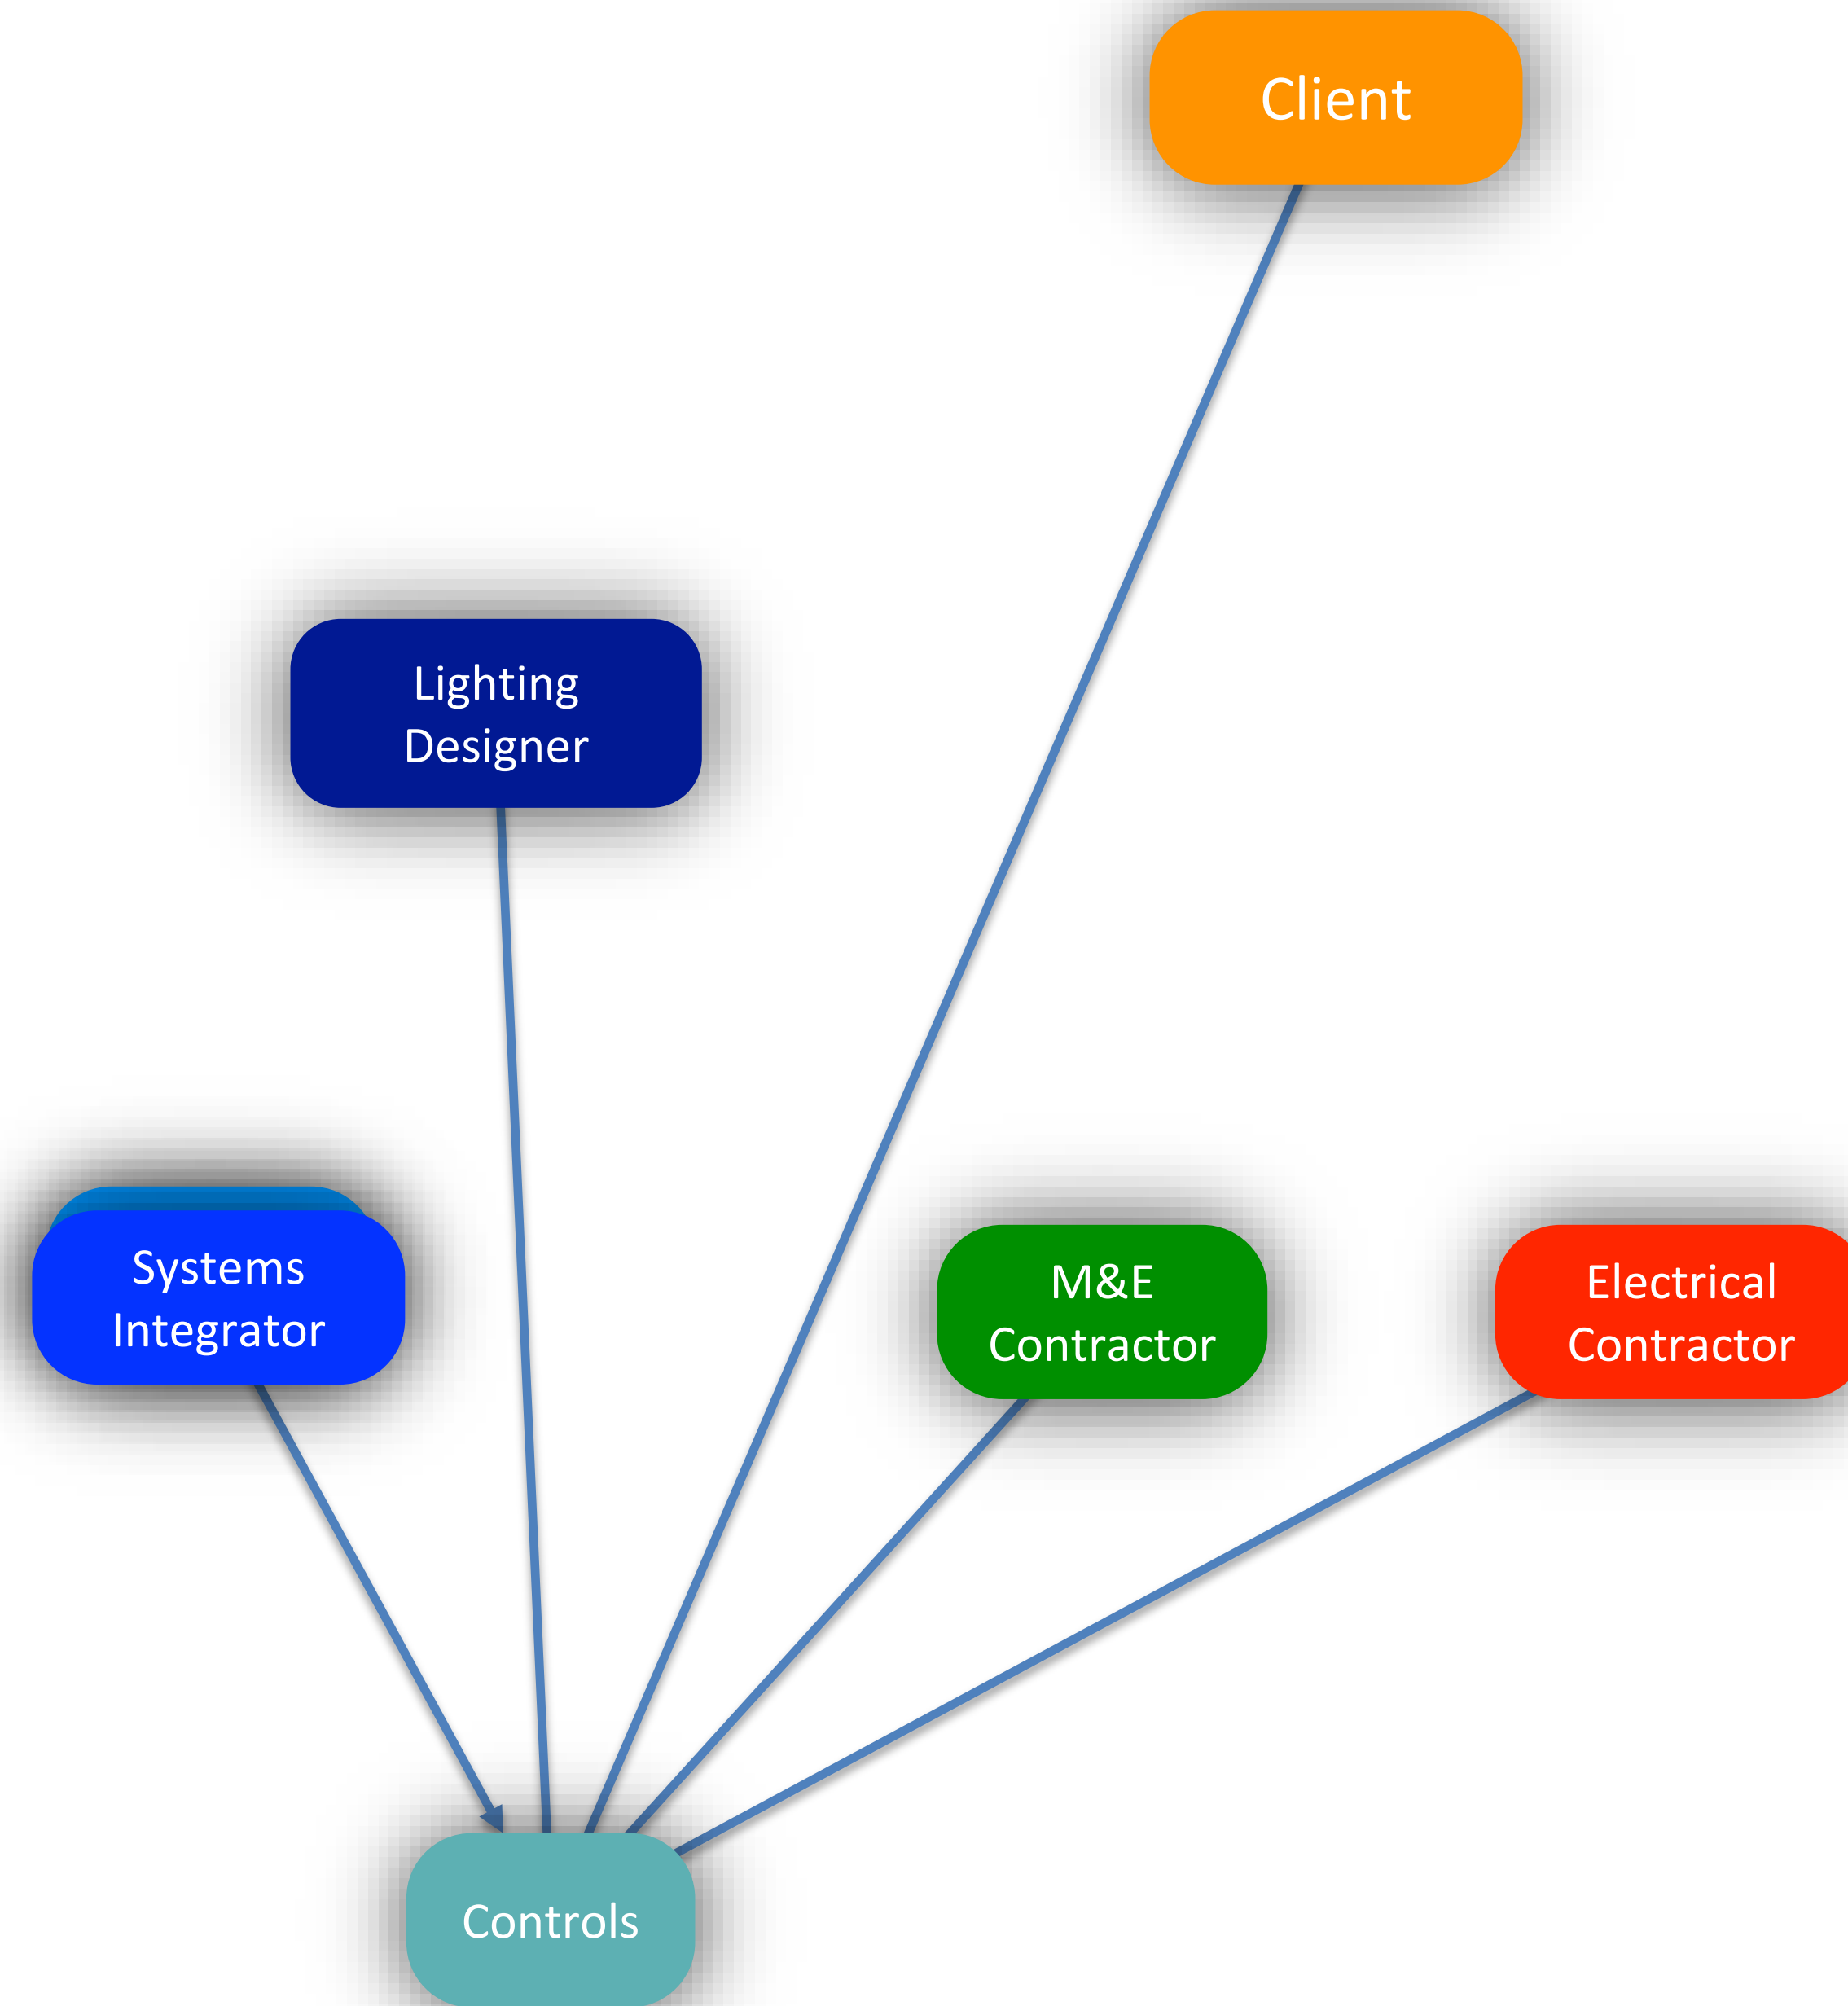 Client
Lighting
Designer
Systems
Integrator
M&E
Contractor
Electrical
Contractor
Controls